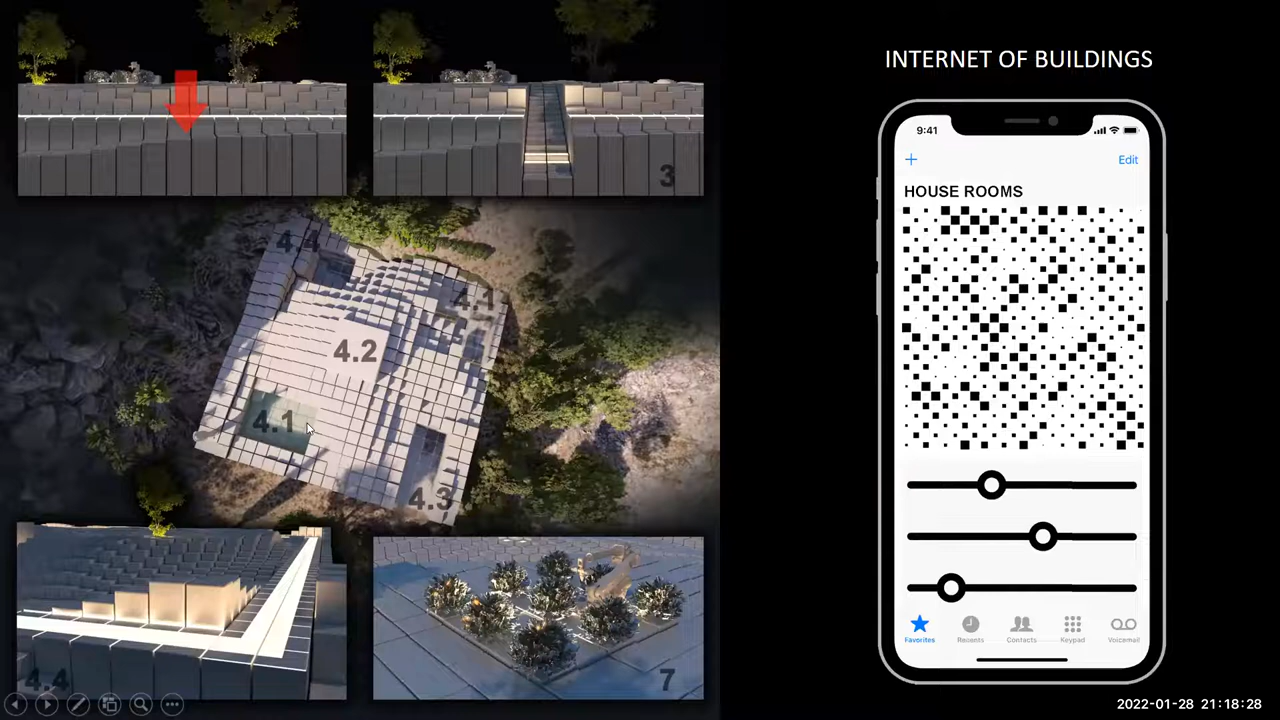 3
4.4
4.1
4.2
4.1
4.3
4.4
7
INTERNET OF BUILDINGS
9:41
+
Edit
HOUSE ROOMS
Favorites
Recents
Contacts
Keypad
Voicemail
2022-01-28 21:18:28